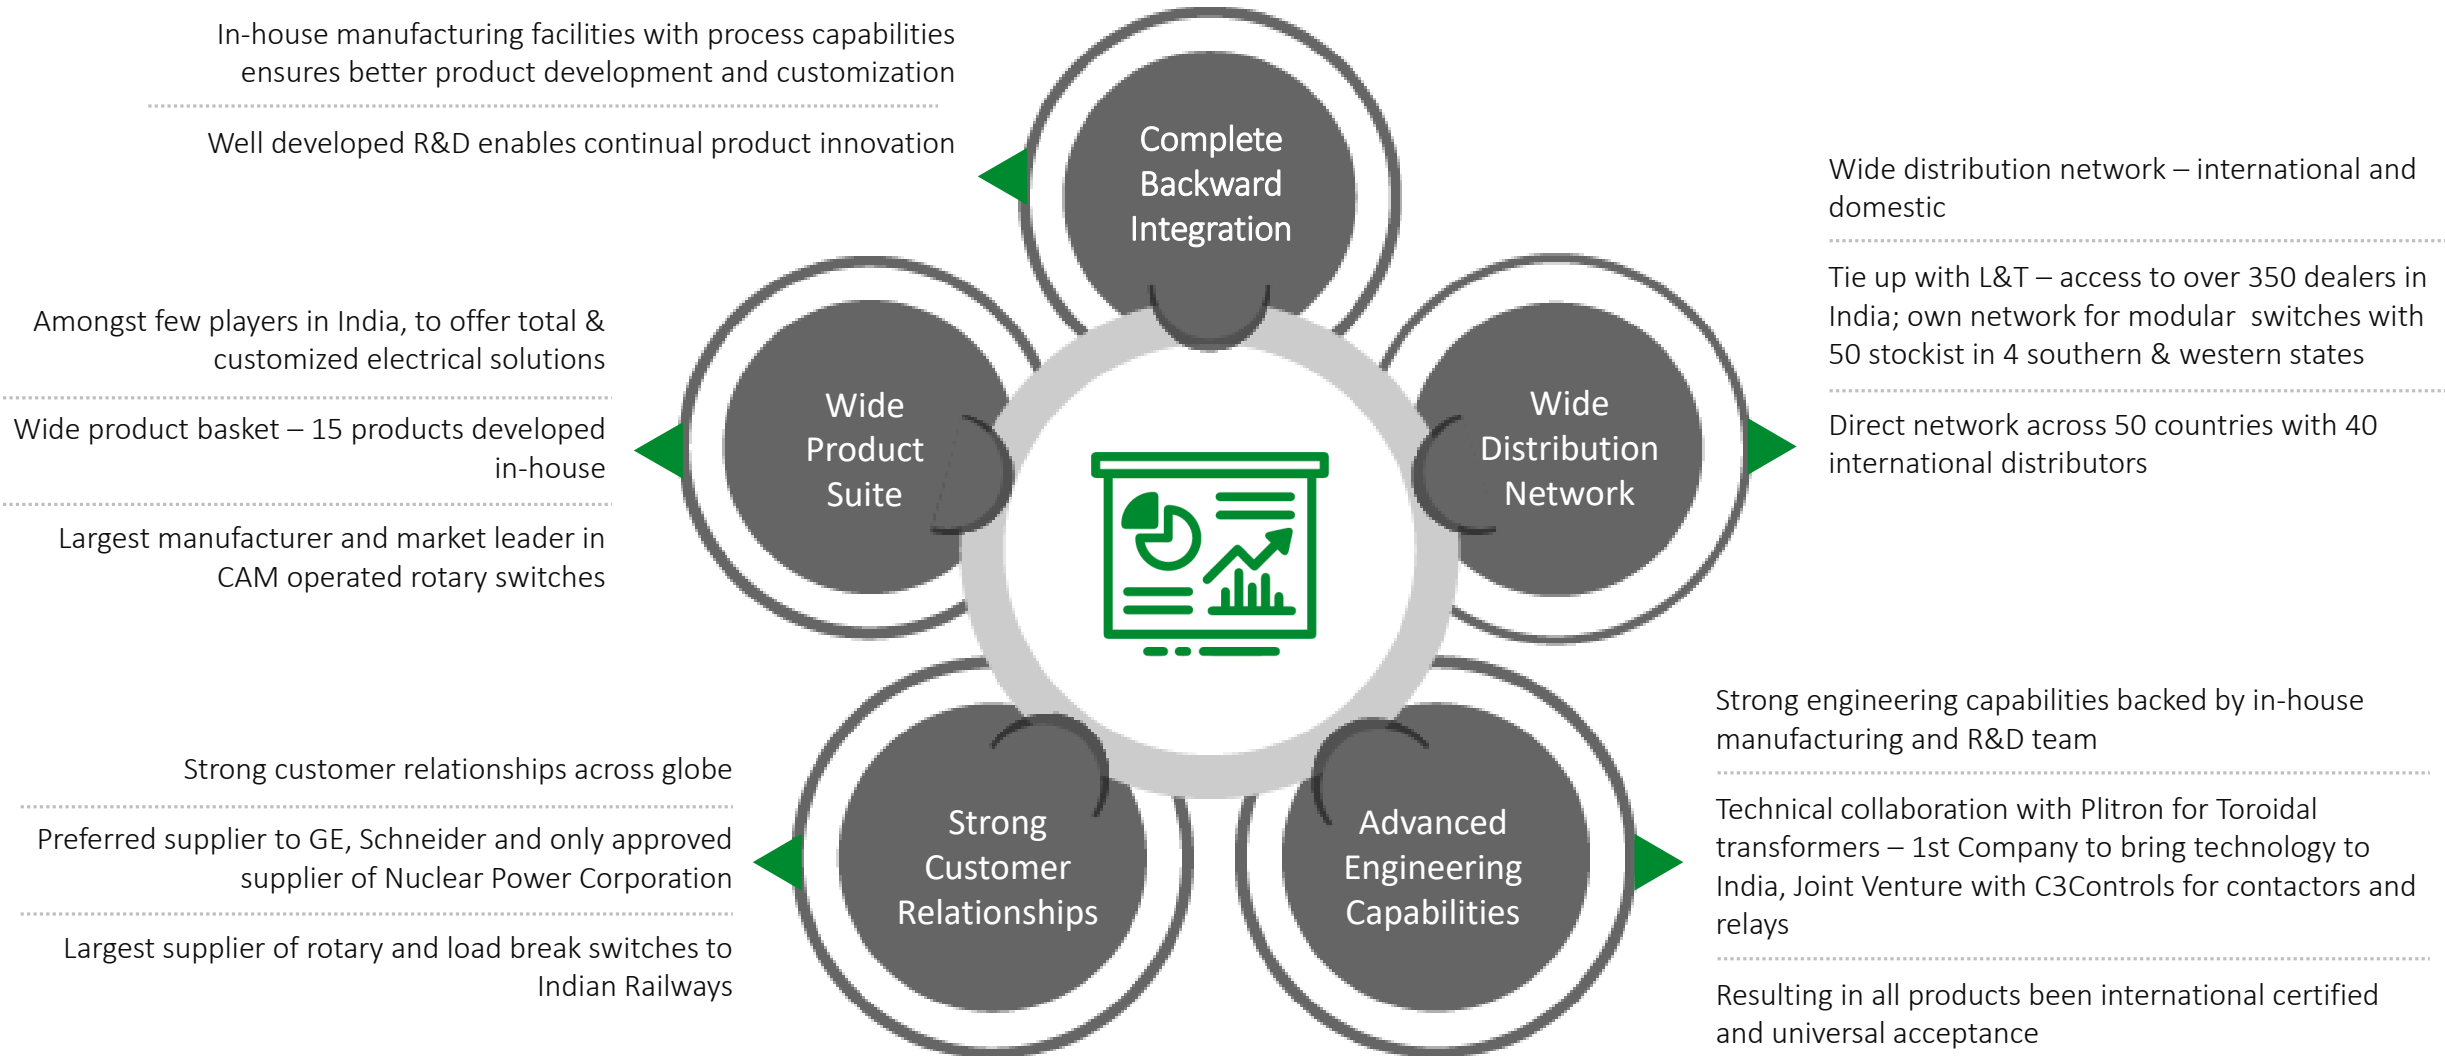 In-house manufacturing facilities with process capabilities
ensures better product development and customization
Well developed R&D enables continual product innovation
Complete
Backward
Integration
Wide distribution network – international and
domestic
Tie up with L&T – access to over 350 dealers in
India; own network for modular  switches with
50 stockist in 4 southern & western states
Direct network across 50 countries with 40
international distributors
Wide
Distribution
Network
Amongst few players in India, to offer total &
customized electrical solutions
Wide product basket – 15 products developed
in-house
Largest manufacturer and market leader in
CAM operated rotary switches
Wide
Product
Suite
Strong customer relationships across globe
Preferred supplier to GE, Schneider and only approved
supplier of Nuclear Power Corporation
Largest supplier of rotary and load break switches to
Indian Railways
Strong
Customer
Relationships
Advanced
Engineering
Capabilities
Strong engineering capabilities backed by in-house
manufacturing and R&D team
Technical collaboration with Plitron for Toroidal
transformers – 1st Company to bring technology to
India, Joint Venture with C3Controls for contactors and
relays
Resulting in all products been international certified
and universal acceptance